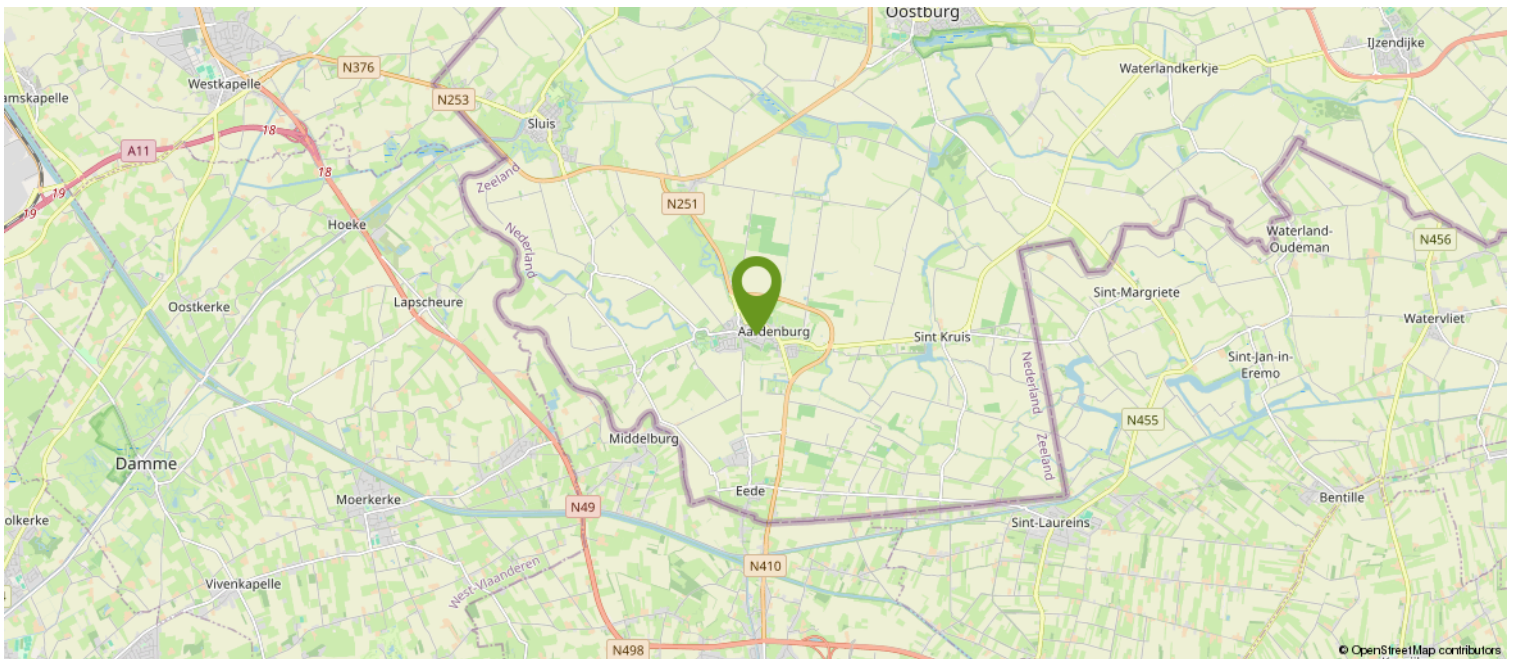 Oostburg
IJzendijke
N376
Waterlandkerkje
Westkapelle
amskapelle
N253
Sluis
18
A11
18
Zeeland
19
N251
19
Hoeke
Nederland
Waterland-
Oudeman
N456
Sint-Margriete
Lapscheure
Oostkerke
Watervliet
Aardenburg
Sint Kruis
Sint-Jan-in-
Eremo
Nederland
Zeeland
N455
Middelburg
Damme
Eede
Moerkerke
Bentille
N49
olkerke
Sint-Laureins
N410
West-Vlaanderen
Vivenkapelle
N498
© OpenStreetMap contributors